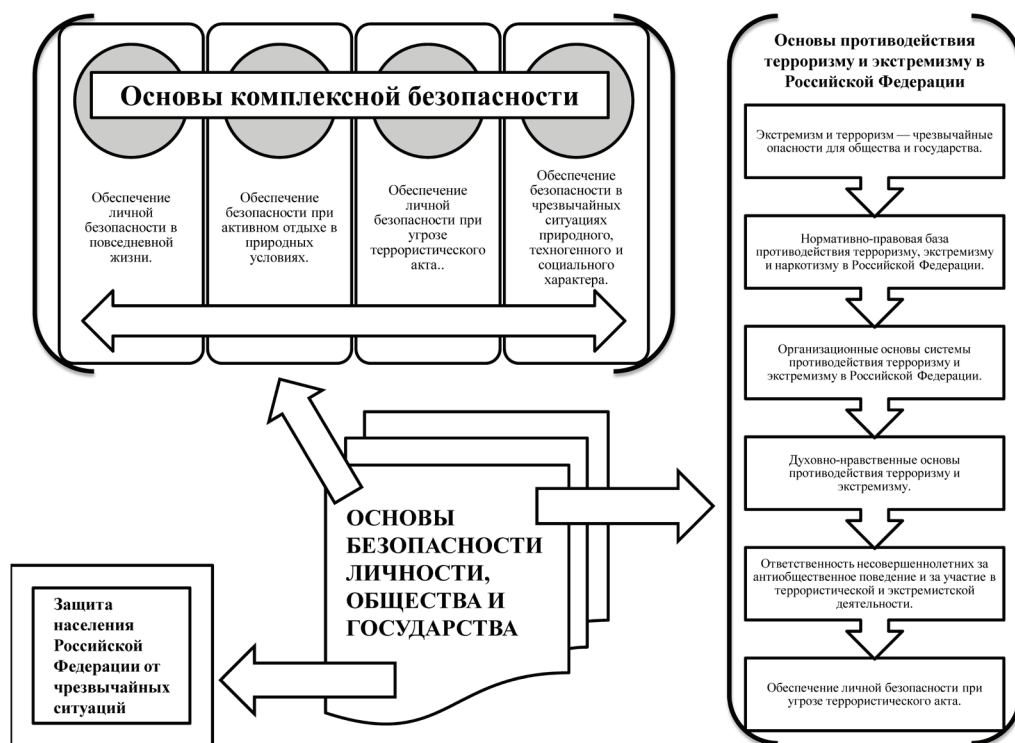 Основы комплексной безопасности
Обеспечение
личной
безопасности в
повседневной
жизни.
Обеспечение
безопасности при
активном отдыхе в
природных
условиях.
Обеспечение
личной
безопасности при
угрозе
террористического
акта..
Обеспечение
безопасности в
чрезвычайных
ситуациях
природного,
техногенного и
социального
характера.
Основы противодействия
терроризму и экстремизму в
Российской Федерации
Экстремизм и терроризм — чрезвычайные
опасности для общества и государства.
Нормативно-правовая база
противодействия терроризму, экстремизму
и наркотизму в Российской Федерации.
Организационные основы системы
противодействия терроризму и
экстремизму в Российской Федерации.
Духовно-нравственные основы
противодействия терроризму и
экстремизму.
Ответственность несовершеннолетних за
антиобщественное поведение и за участие в
террористической и экстремистской
деятельности.
Обеспечение личной безопасности при
угрозе террористического акта.
ОСНОВЫ
БЕЗОПАСНОСТИ
ЛИЧНОСТИ,
ОБЩЕСТВА И
ГОСУДАРСТВА
Защита
населения
Российской
Федерации от
чрезвычайных
ситуаций